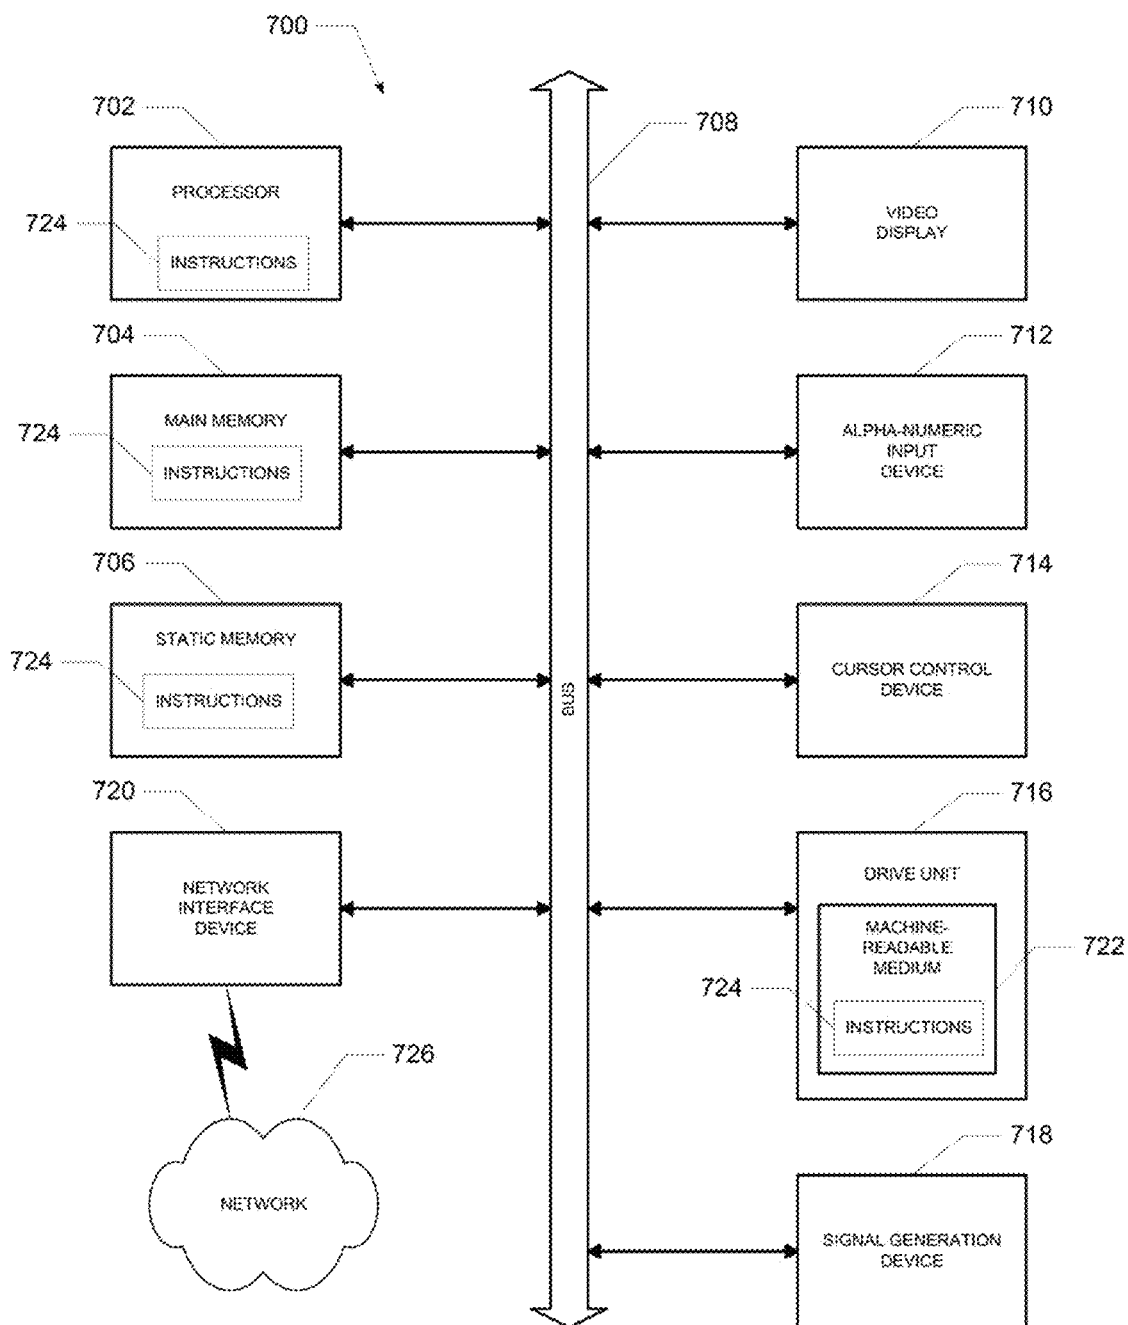 700
702
708
710
PROCESSOR
724
INSTRUCTIONS
VIDEO
DISPLAY
704
712
MAIN MEMORY
724
INSTRUCTIONS
ALPHA-NUMERIC
INPUT
DEVICE
706
714
STATIC MEMORY
724
INSTRUCTIONS
CURSOR CONTROL
DEVICE
BUS
720
716
NETWORK
INTERFACE
DEVICE
DRIVE UNIT
MACHINE-
READABLE
MEDIUM
722
724
INSTRUCTIONS
726
NETWORK
718
SIGNAL GENERATION
DEVICE